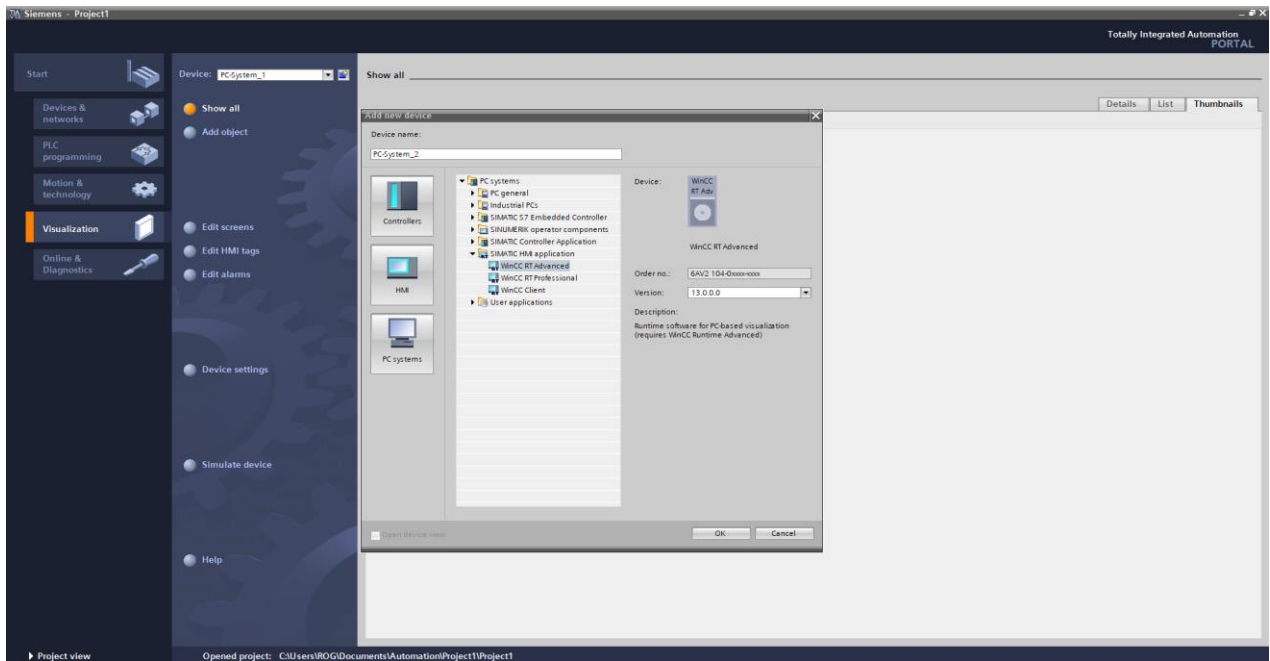 Siemens - Project1
Totally Integrated Automation
PORTAL
Start
Devices &
networks
PLC
programming
Motion &
technology
Visualization
Online &
Diagnostics
Device: PC-System_1
Show all
Add object
Edit screens
Edit HMI tags
Edit alarms
Device settings
Simulate device
Help
Show all
Details List Thumbnails
Add new device
Device name:
PC-System_2
Controllers
HMI
PC systems
PC systems
PC general
Industrial PCs
SIMATIC S7 Embedded Controller
SINUMERIK operator components
SIMATIC Controller Application
SIMATIC HMI application
WinCC RT Advanced
WinCC RT Professional
WinCC Client
User applications
Device:
WinCC
RT Adv
WinCC RT Advanced
Order no.: 6AV2 104-0xxxx-xxxx
Version: 13.0.0.0
Description:
Runtime software for PC-based visualization
(requires WinCC Runtime Advanced)
Open device view
OK Cancel
Project view
Opened project: C:\Users\ROG\Documents\Automation\Project1\Project1